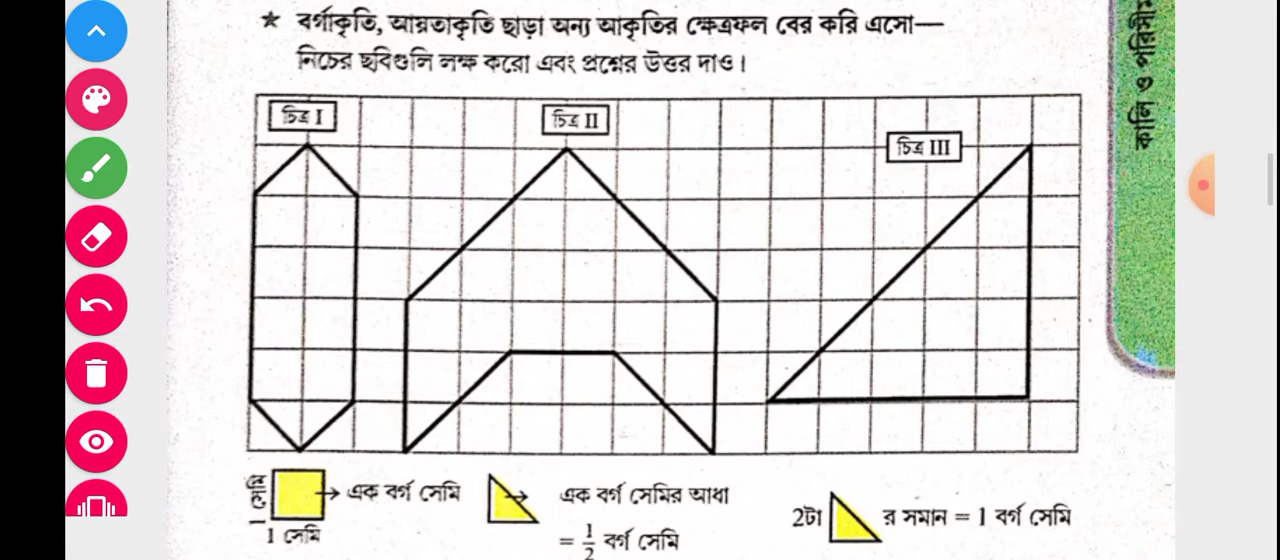 ★ বর্গাকৃতি, আয়তাকৃতি ছাড়া অন্য আকৃতির ক্ষেত্রফল বের করি এসো—
নিচের ছবিগুলি লক্ষ করো এবং প্রশ্নের উত্তর দাও।
চিত্র I
চিত্র II
চিত্র III
কালি ও পরিসী
1 সেমি
→ এক বর্গ সেমি
1 সেমি
এক বর্গ সেমির আধা
= 1/2 বর্গ সেমি
2টা র সমান = 1 বর্গ সেমি